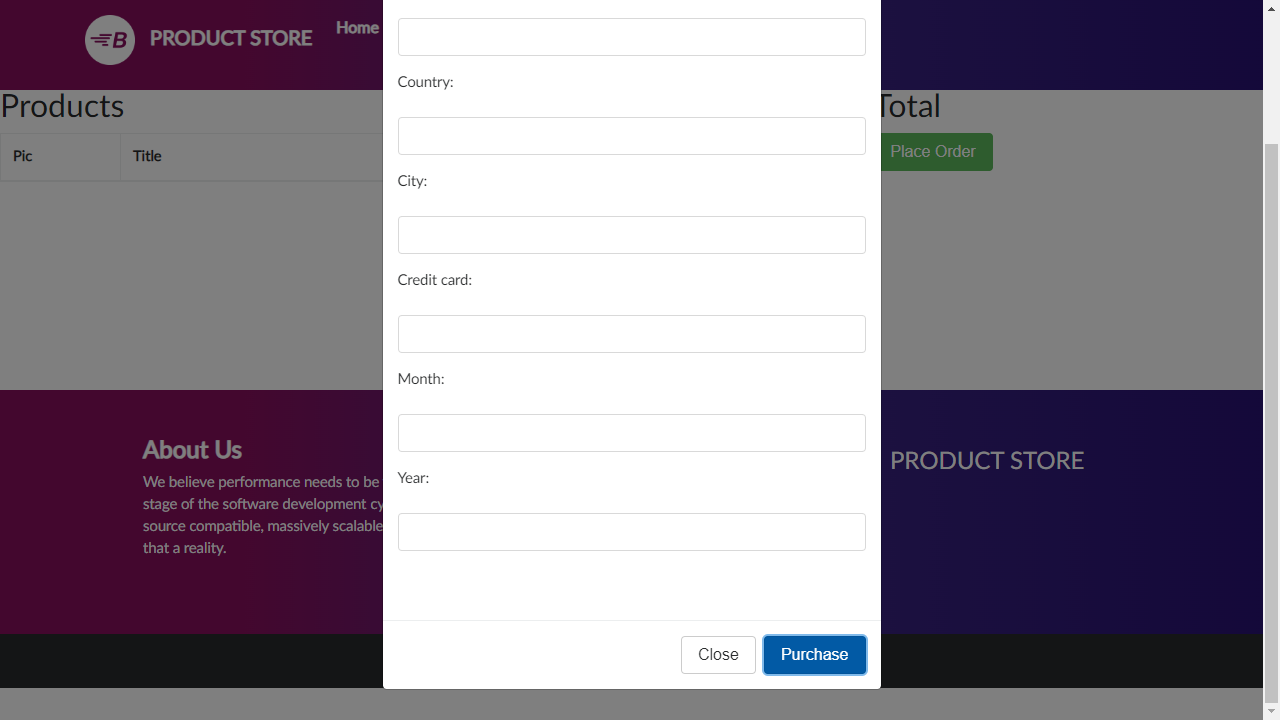 B
PRODUCT STORE
Home
Products
Pic
Title
Country:
City:
Credit card:
Month:
Year:
Close
Purchase
Total
Place Order
About Us
We believe performance needs to be
stage of the software development cy
source compatible, massively scalable
that a reality.
PRODUCT STORE